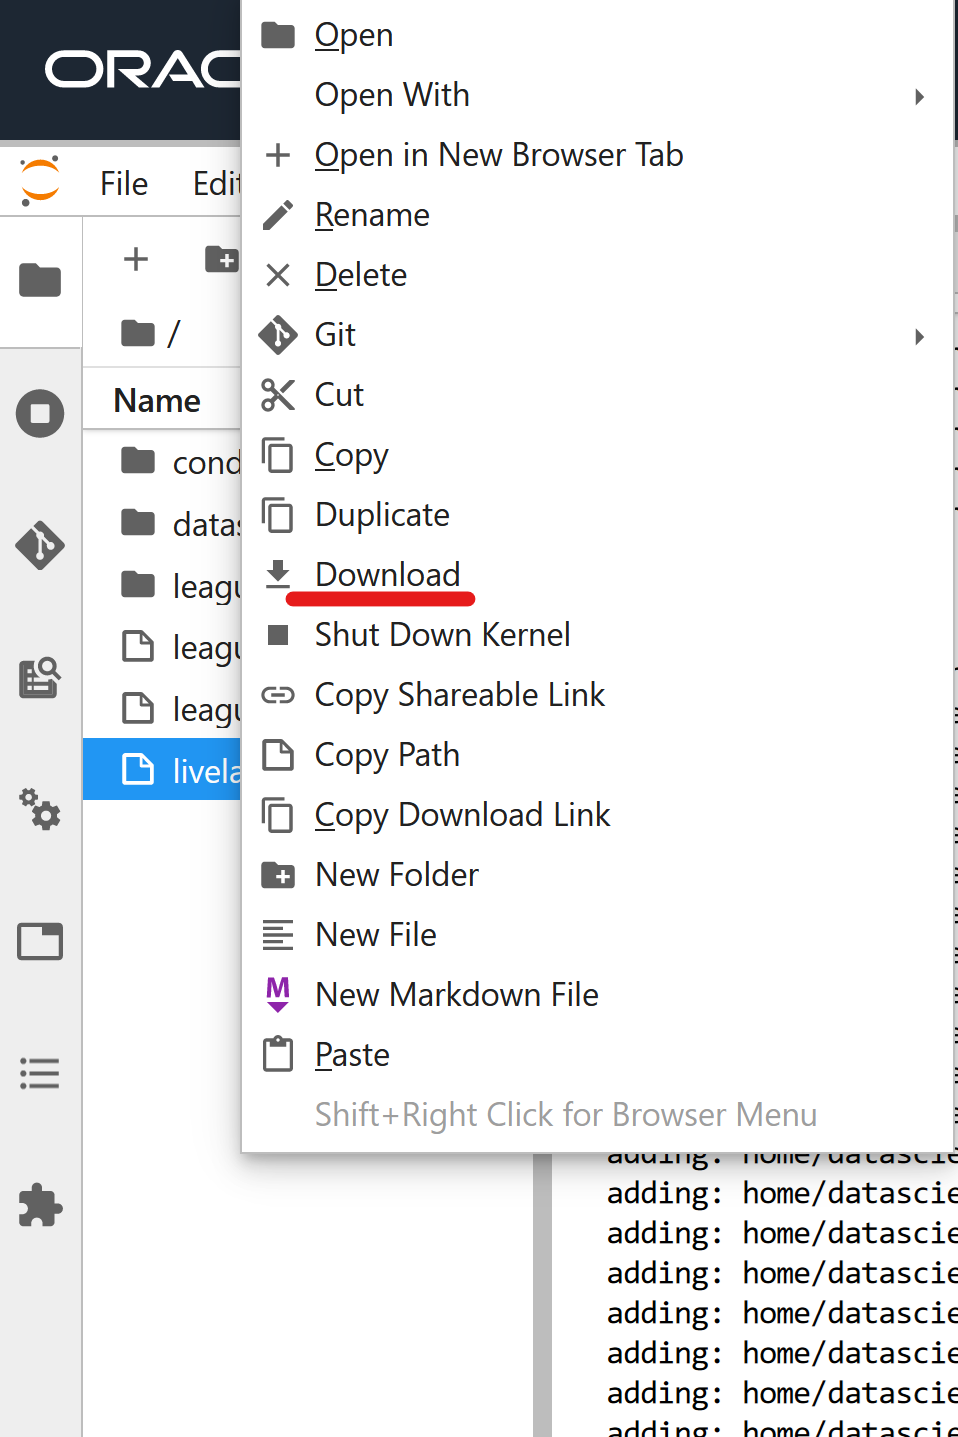 ORAC
File Edit
/
Name
cond
datas
leagu
leagu
leagu
livela
Open
Open With
Open in New Browser Tab
Rename
Delete
Git
Cut
Copy
Duplicate
Download
Shut Down Kernel
Copy Shareable Link
Copy Path
Copy Download Link
New Folder
New File
New Markdown File
Paste
Shift+Right Click for Browser Menu
adding: home/datascie
adding: home/datascie
adding: home/datascie
adding: home/datascie
adding: home/datascie
adding: home/datascie
adding: home/datascie
adding: home/datascie